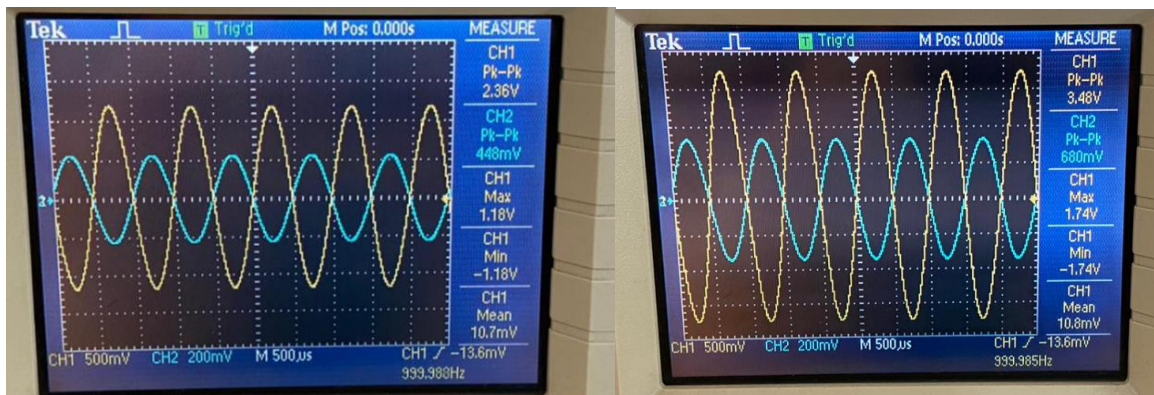 Tek T Trig'd M Pos: 0.000s MEASURE
CH1
Pk-Pk
2.36V
CH2
Pk-Pk
448mV
CH1
Max
1.18V
CH1
Min
-1.18V
CH1
Mean
10.7mV
2
CH1 500mV CH2 200mV M 500µs CH1 -13.6mV
999.988Hz
Tek T Trig'd M Pos: 0.000s MEASURE
CH1
Pk-Pk
3.48V
CH2
Pk-Pk
680mV
CH1
Max
1.74V
CH1
Min
-1.74V
CH1
Mean
10.8mV
2
CH1 500mV CH2 200mV M 500µs CH1 -13.6mV
999.985Hz